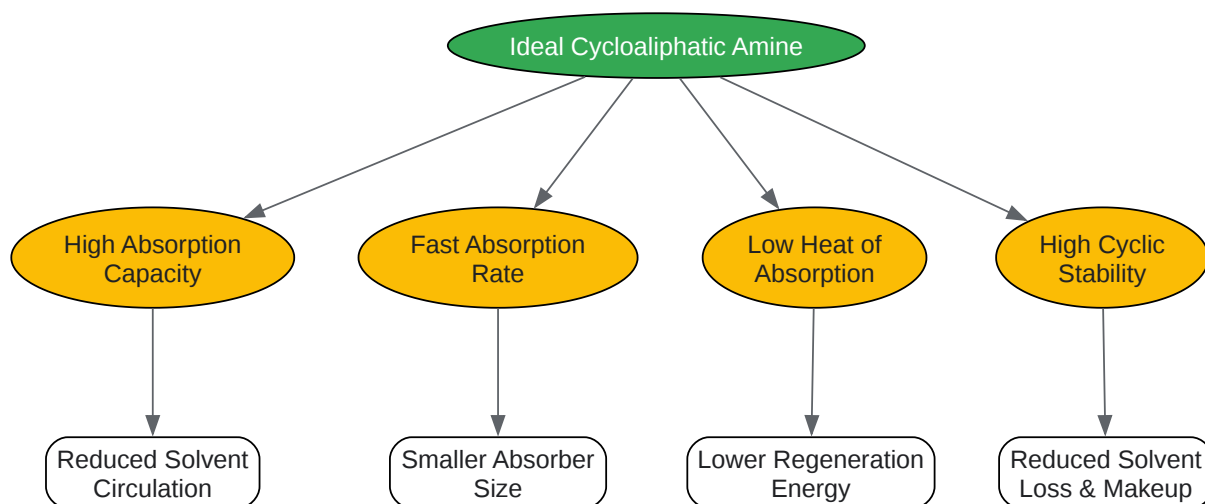 Ideal Cycloaliphatic Amine
High Absorption
Capacity
Fast Absorption
Rate
Low Heat of
Absorption
High Cyclic
Stability
Reduced Solvent
Circulation
Smaller Absorber
Size
Lower Regeneration
Energy
Reduced Solvent
Loss & Makeup